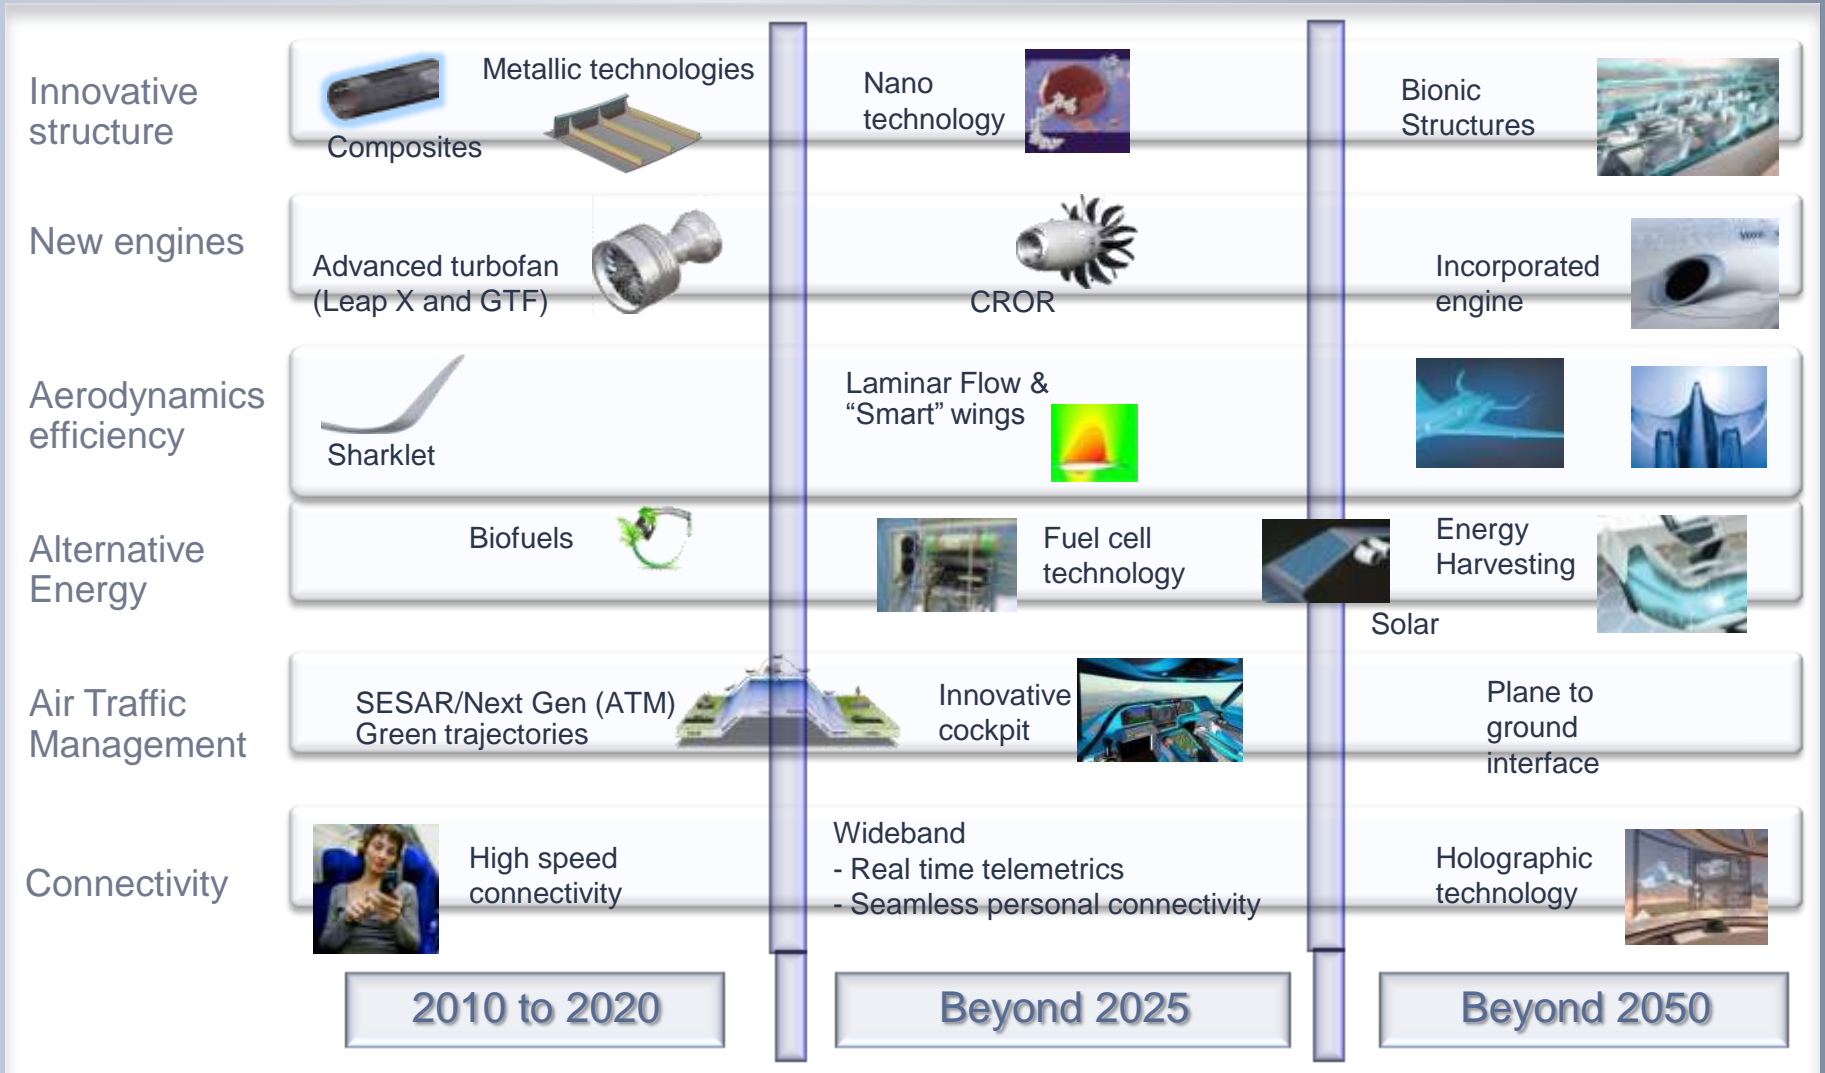 Innovative
structure
Composites
Metallic technologies
Nano
technology
Bionic
Structures
New engines
Advanced turbofan
(Leap X and GTF)
CROR
Incorporated
engine
Aerodynamics
efficiency
Sharklet
Laminar Flow &
“Smart” wings
Alternative
Energy
Biofuels
Fuel cell
technology
Solar
Energy
Harvesting
Air Traffic
Management
SESAR/Next Gen (ATM)
Green trajectories
Innovative
cockpit
Plane to
ground
interface
Connectivity
High speed
connectivity
Wideband
- Real time telemetrics
- Seamless personal connectivity
Holographic
technology
2010 to 2020
Beyond 2025
Beyond 2050